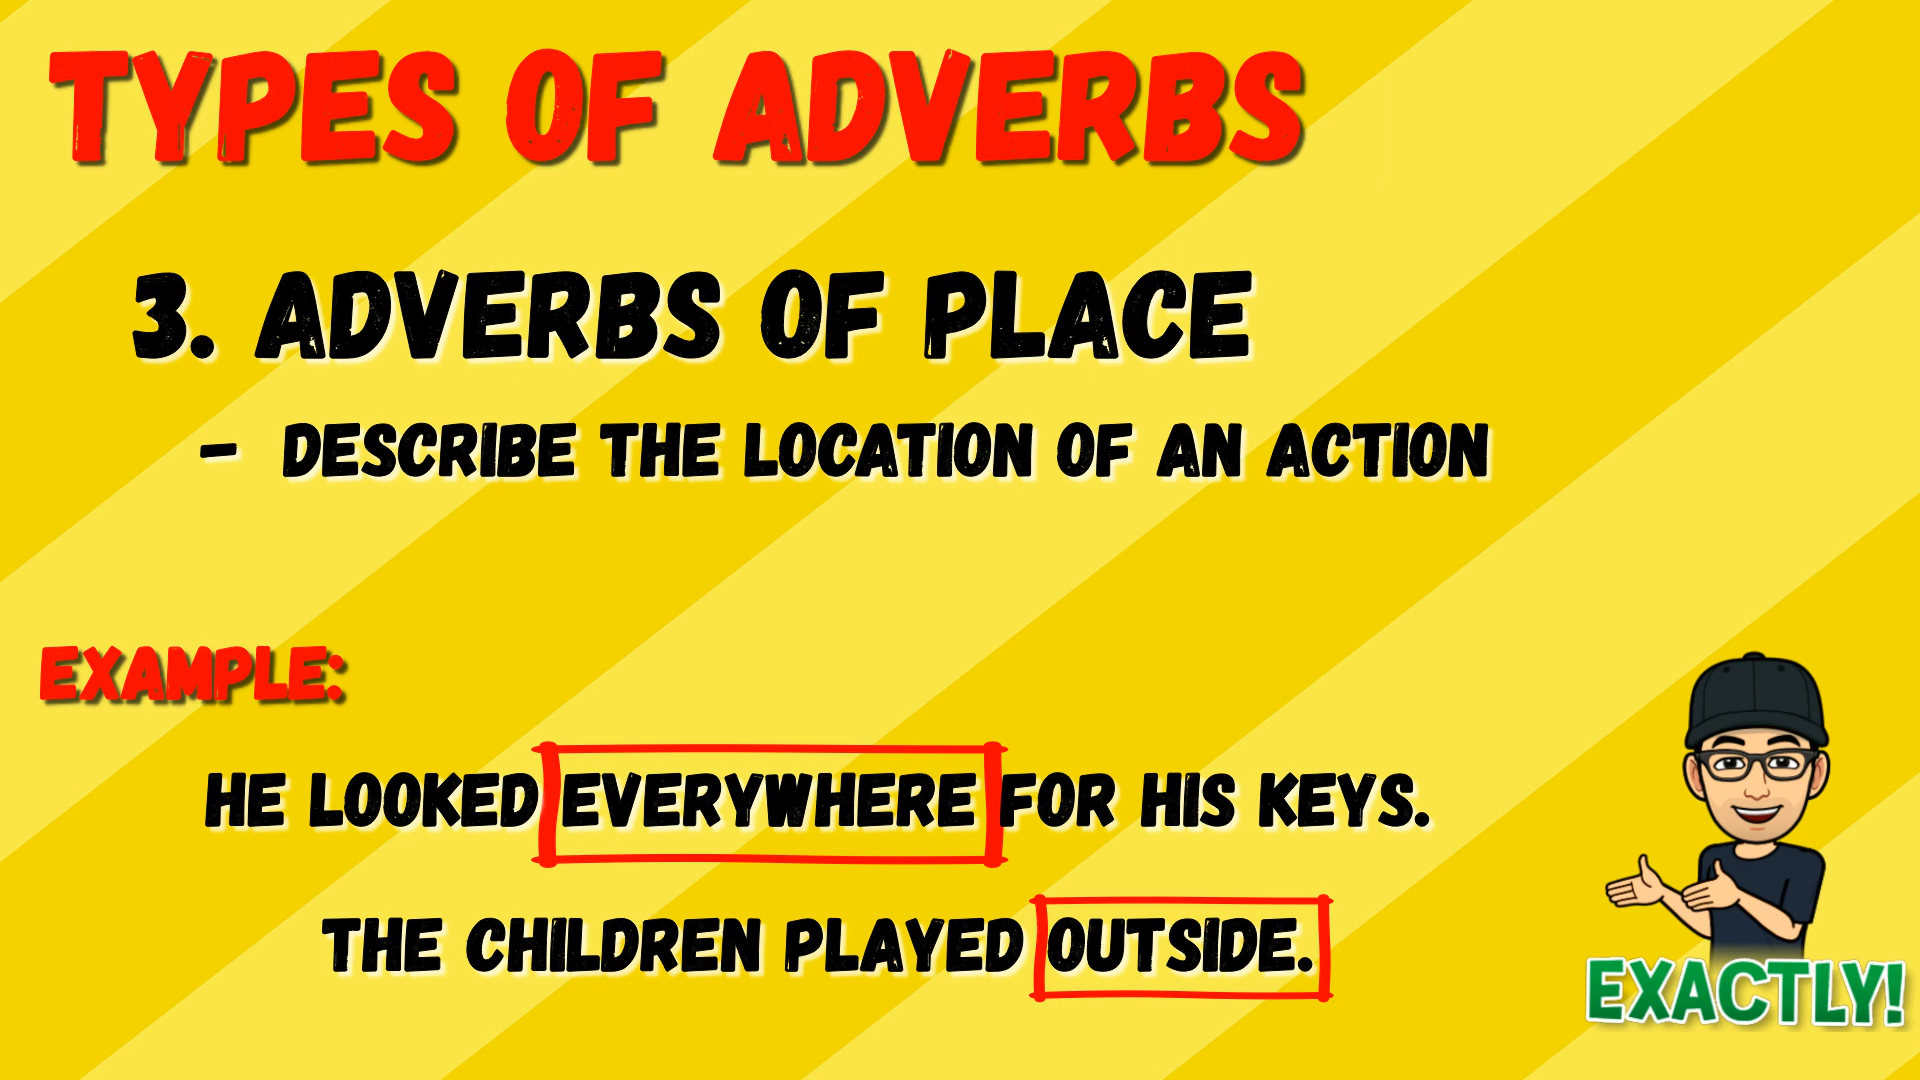 TYPES OF ADVERBS
3. ADVERBS OF PLACE
- DESCRIBE THE LOCATION OF AN ACTION
EXAMPLE:
HE LOOKED EVERYWHERE FOR HIS KEYS.
THE CHILDREN PLAYED OUTSIDE.
EXACTLY!